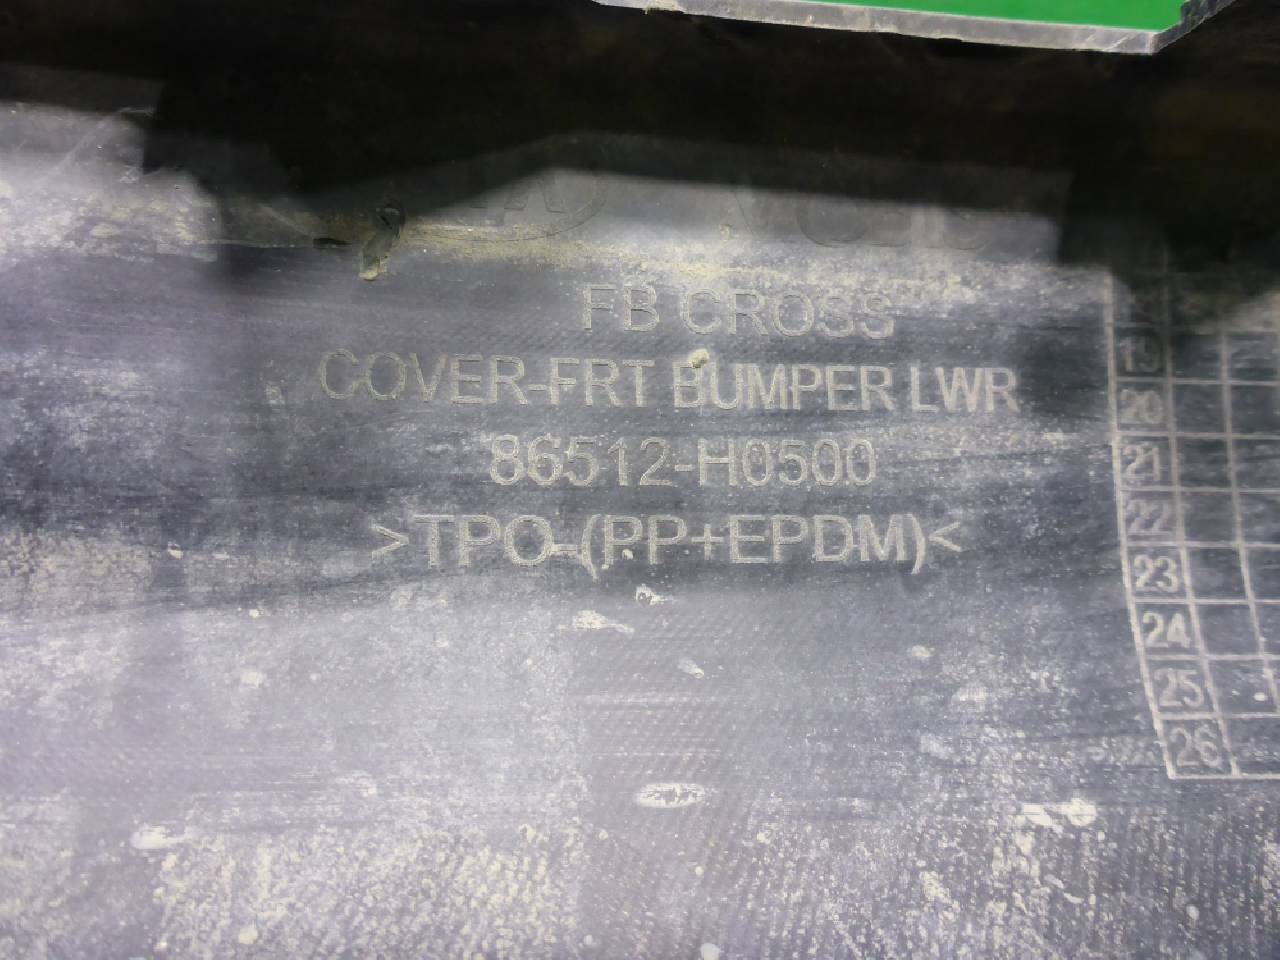 FB CROSS
COVER-FRT BUMPER LWR
86512-H0500
>TPO-(PP+EPDM)<
19
20
21
22
23
24
25
26